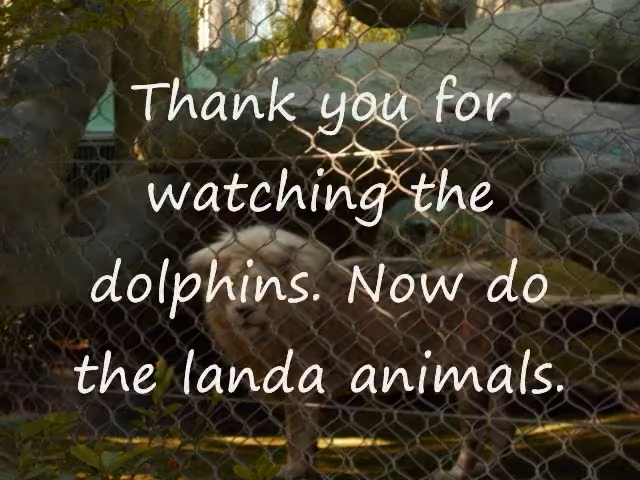 Thank you for
watching the
dolphins. Now do
the landa animals.